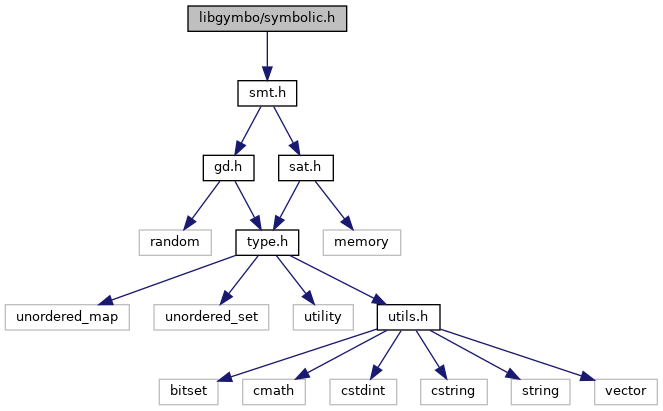 libgymbo/symbolic.h
smt.h
gd.h
sat.h
random
type.h
memory
unordered_map
unordered_set
utility
utils.h
bitset
cmath
cstdint
cstring
string
vector